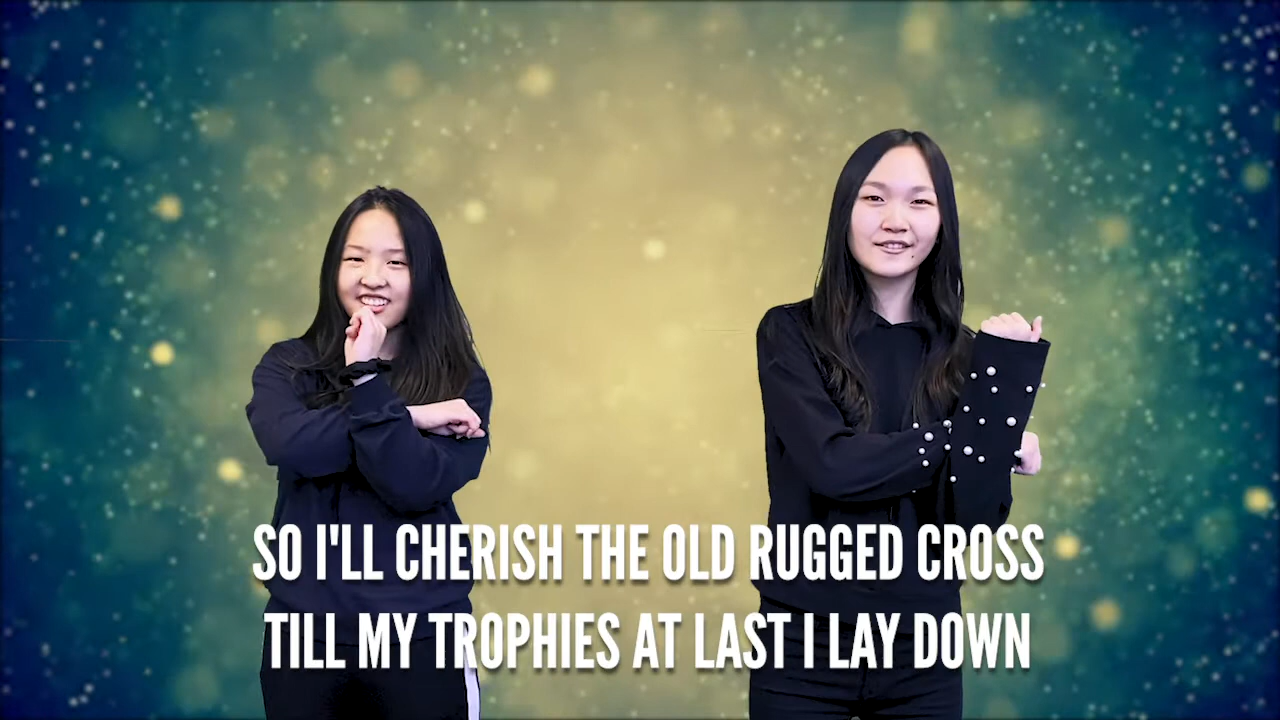 SO I'LL CHERISH THE OLD RUGGED CROSS
TILL MY TROPHIES AT LAST I LAY DOWN